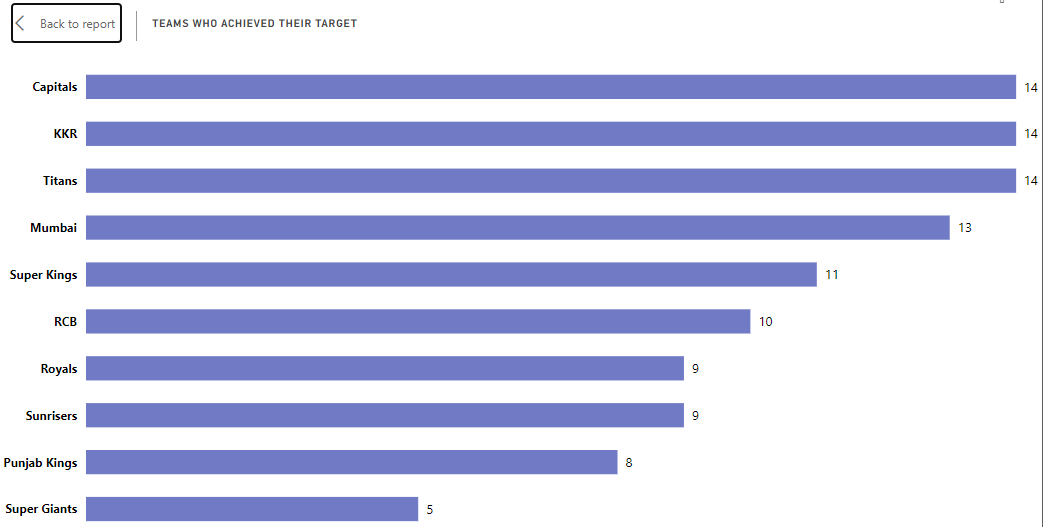 Back to report
TEAMS WHO ACHIEVED THEIR TARGET
Capitals 14
KKR 14
Titans 14
Mumbai 13
Super Kings 11
RCB 10
Royals 9
Sunrisers 9
Punjab Kings 8
Super Giants 5